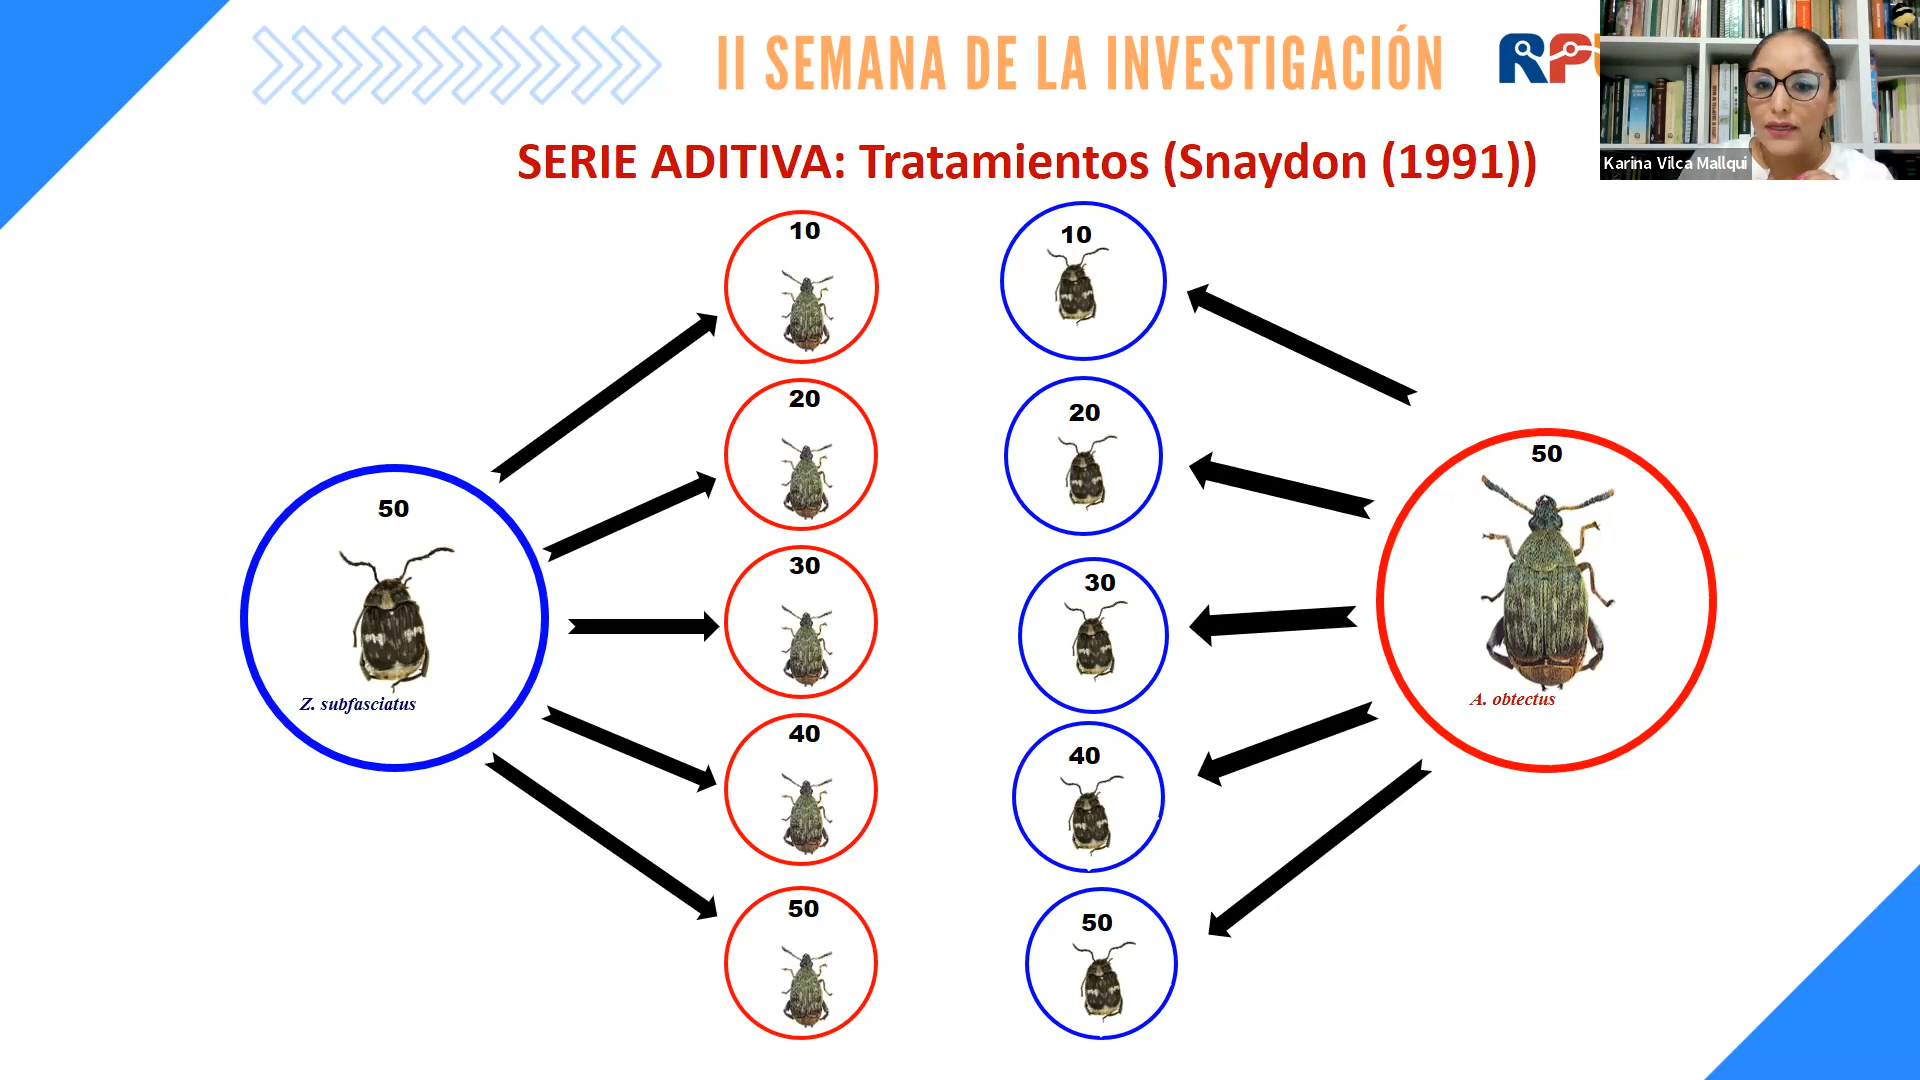 II SEMANA DE LA INVESTIGACIÓN
RP
Karina Vilca Mallqui
SERIE ADITIVA: Tratamientos (Snaydon (1991))
10
20
30
40
50
10
20
30
40
50
50
Z. subfasciatus
50
A. obtectus